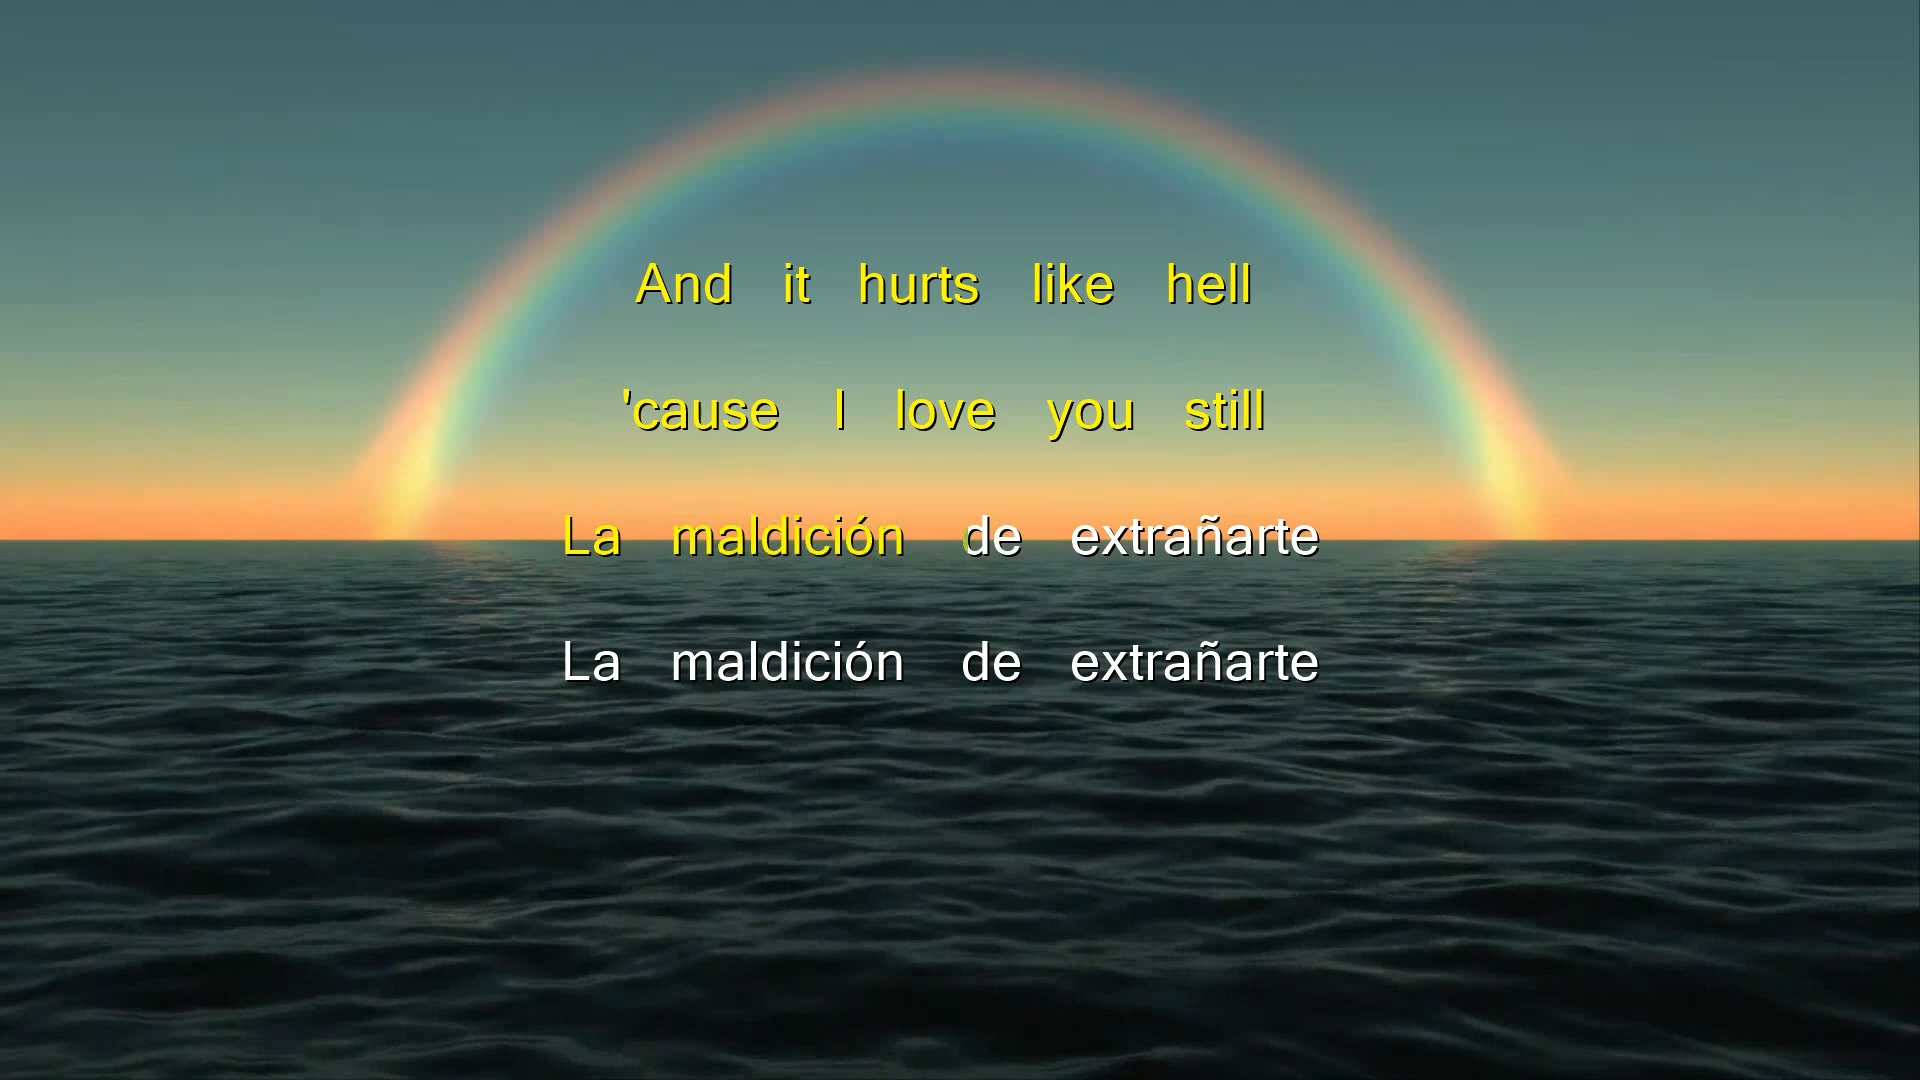 And it hurts like hell
'cause I love you still
La maldición de extrañarte
La maldición de extrañarte